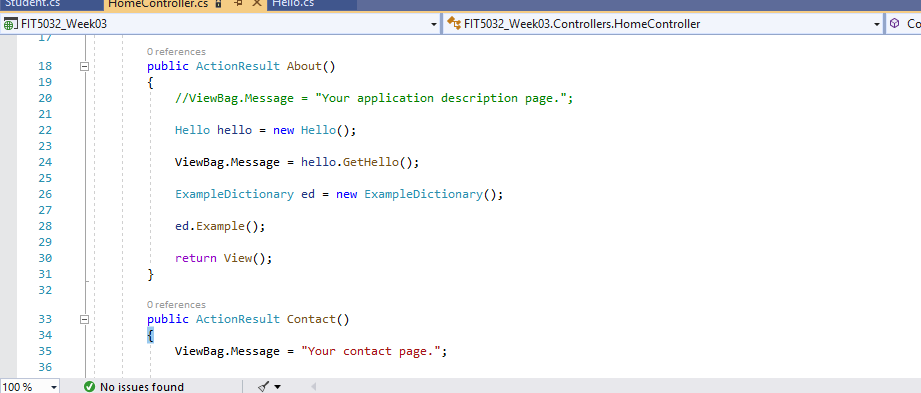 Student.cs HomeController.cs Hello.cs
FIT5032_Week03 FIT5032_Week03.Controllers.HomeController Co
17
0 references
18 public ActionResult About()
19 {
20 //ViewBag.Message = "Your application description page.";
21
22 Hello hello = new Hello();
23
24 ViewBag.Message = hello.GetHello();
25
26 ExampleDictionary ed = new ExampleDictionary();
27
28 ed.Example();
29
30 return View();
31 }
32
0 references
33 public ActionResult Contact()
34 {
35 ViewBag.Message = "Your contact page.";
36
100 % No issues found